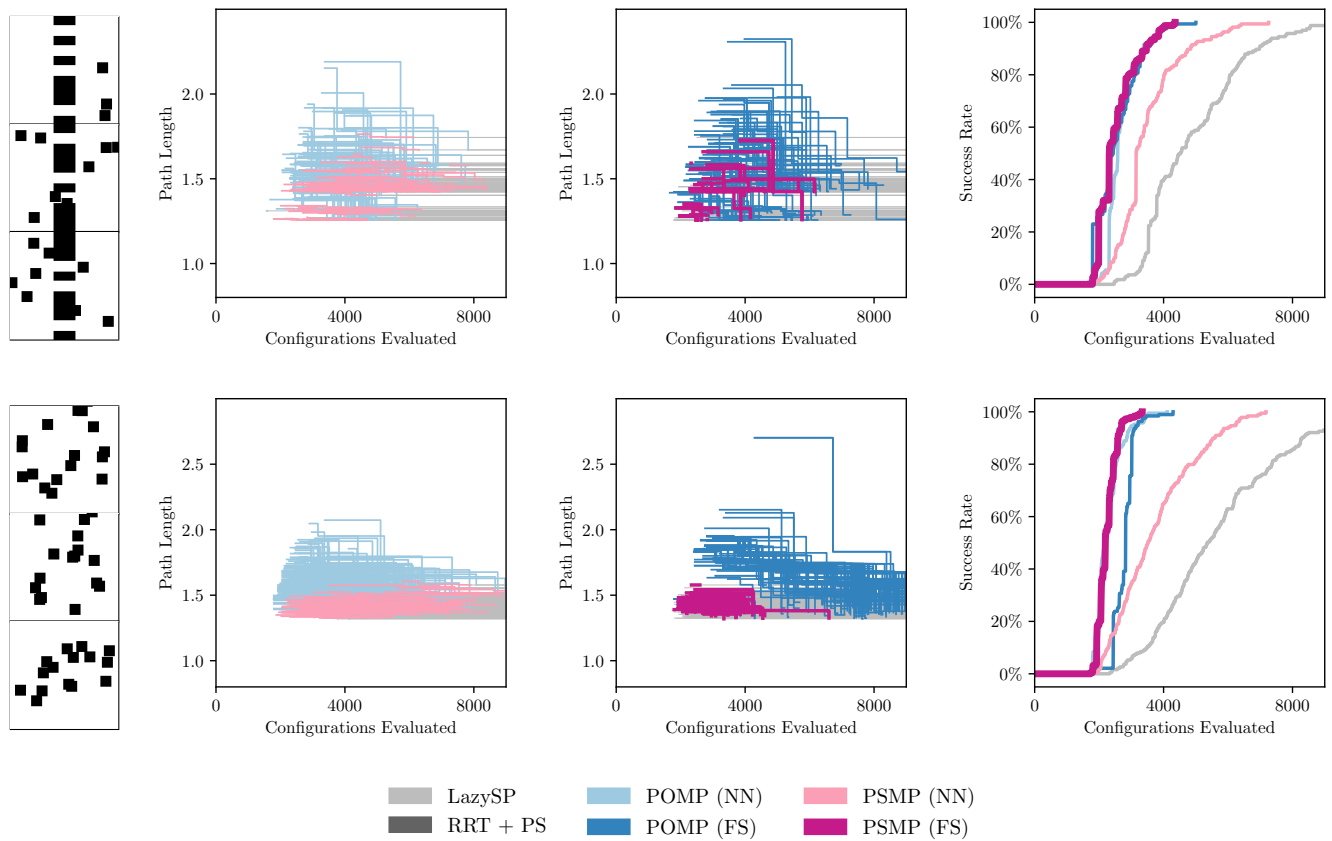 2.0
1.5
1.0
Path Length
0
4000
8000
Configurations Evaluated
2.0
1.5
1.0
Path Length
0
4000
8000
Configurations Evaluated
100%
80%
60%
40%
20%
0%
Success Rate
0
4000
8000
Configurations Evaluated
2.5
2.0
1.5
1.0
Path Length
0
4000
8000
Configurations Evaluated
2.5
2.0
1.5
1.0
Path Length
0
4000
8000
Configurations Evaluated
100%
80%
60%
40%
20%
0%
Success Rate
0
4000
8000
Configurations Evaluated
LazySP
RRT + PS
POMP (NN)
POMP (FS)
PSMP (NN)
PSMP (FS)